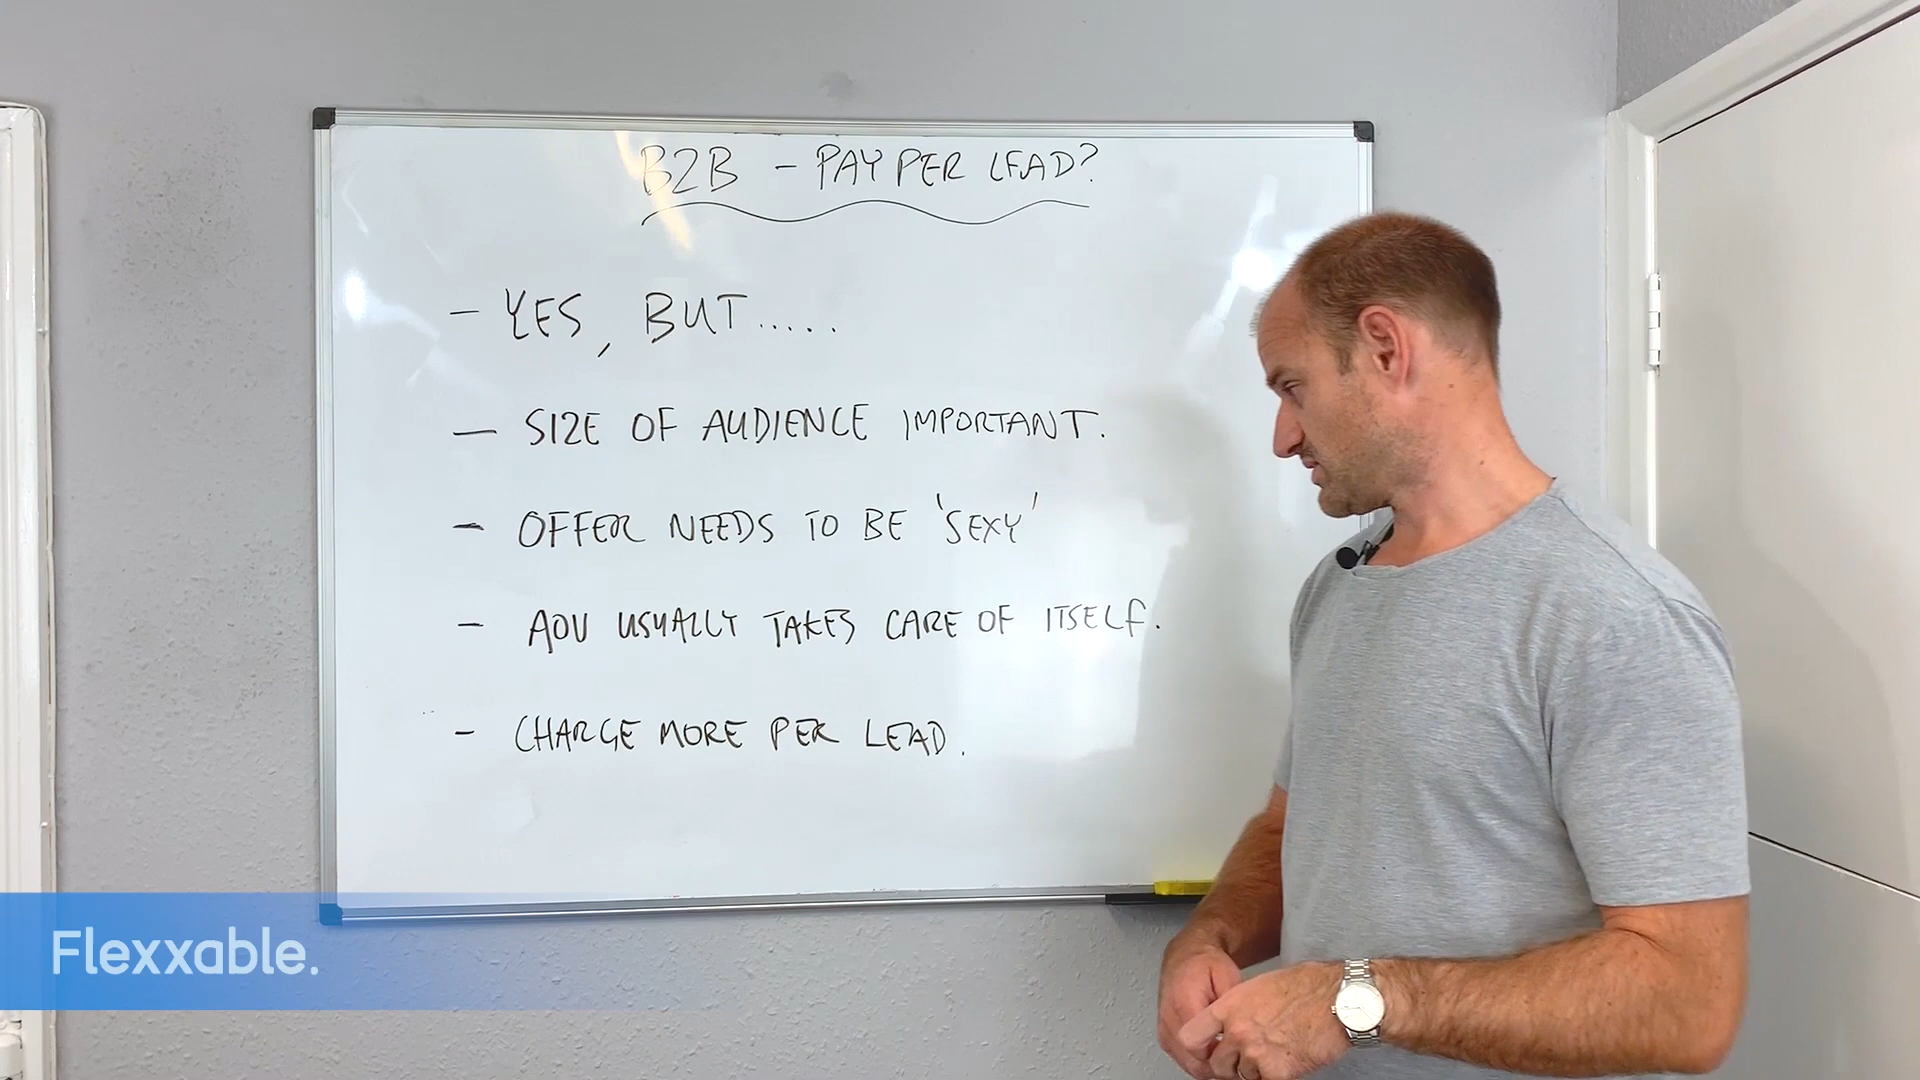 B2B - PAY PER LEAD?
- YES, BUT.....
- SIZE OF AUDIENCE IMPORTANT.
- OFFER NEEDS TO BE 'SEXY'
- AOV USUALLY TAKES CARE OF ITSELF.
- CHARGE MORE PER LEAD.
Flexxable.